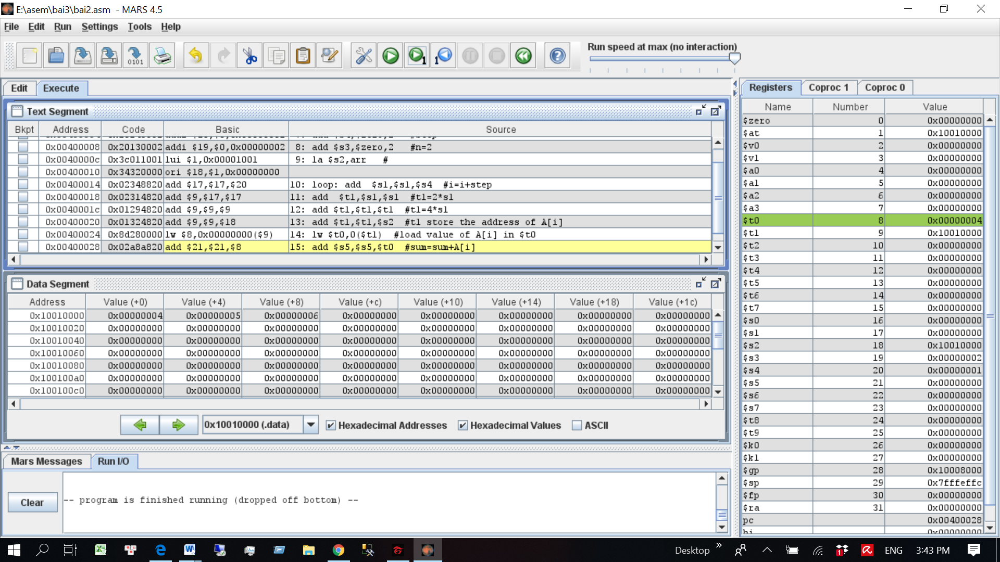 E:\asem\bai3\bai2.asm - MARS 4.5
File Edit Run Settings Tools Help
Run speed at max (no interaction)
0101
1
1
Edit Execute
Text Segment
Bkpt Address Code Basic Source
0x00400008 0x20130002 addi $19,$0,0x00000002 8: add $s3,$zero,2 #n=2
0x0040000c 0x3c011001 lui $1,0x00001001 9: la $s2,arr #
0x00400010 0x34320000 ori $18,$1,0x00000000
0x00400014 0x02348820 add $17,$17,$20 10: loop: add $s1,$s1,$s4 #i=i+step
0x00400018 0x02314820 add $9,$17,$17 11: add $t1,$s1,$s1 #t1=2*s1
0x0040001c 0x01294820 add $9,$9,$9 12: add $t1,$t1,$t1 #t1=4*s1
0x00400020 0x01324820 add $9,$9,$18 13: add $t1,$t1,$s2 #t1 store the address of A[i]
0x00400024 0x8d280000 lw $8,0x00000000($9) 14: lw $t0,0($t1) #load value of A[i] in $t0
0x00400028 0x02a8a820 add $21,$21,$8 15: add $s5,$s5,$t0 #sum=sum+A[i]
Data Segment
Address Value (+0) Value (+4) Value (+8) Value (+c) Value (+10) Value (+14) Value (+18) Value (+1c)
0x10010000 0x00000004 0x00000005 0x00000006 0x00000000 0x00000000 0x00000000 0x00000000 0x00000000
0x10010020 0x00000000 0x00000000 0x00000000 0x00000000 0x00000000 0x00000000 0x00000000 0x00000000
0x10010040 0x00000000 0x00000000 0x00000000 0x00000000 0x00000000 0x00000000 0x00000000 0x00000000
0x10010060 0x00000000 0x00000000 0x00000000 0x00000000 0x00000000 0x00000000 0x00000000 0x00000000
0x10010080 0x00000000 0x00000000 0x00000000 0x00000000 0x00000000 0x00000000 0x00000000 0x00000000
0x100100a0 0x00000000 0x00000000 0x00000000 0x00000000 0x00000000 0x00000000 0x00000000 0x00000000
0x100100c0 0x00000000 0x00000000 0x00000000 0x00000000 0x00000000 0x00000000 0x00000000 0x00000000
0x10010000 (.data) Hexadecimal Addresses Hexadecimal Values ASCII
Mars Messages Run I/O
Clear
-- program is finished running (dropped off bottom) --
Registers Coproc 1 Coproc 0
Name Number Value
$zero 0 0x00000000
$at 1 0x10010000
$v0 2 0x00000000
$v1 3 0x00000000
$a0 4 0x00000000
$a1 5 0x00000000
$a2 6 0x00000000
$a3 7 0x00000000
$t0 8 0x00000004
$t1 9 0x10010000
$t2 10 0x00000000
$t3 11 0x00000000
$t4 12 0x00000000
$t5 13 0x00000000
$t6 14 0x00000000
$t7 15 0x00000000
$s0 16 0x00000000
$s1 17 0x00000000
$s2 18 0x10010000
$s3 19 0x00000002
$s4 20 0x00000001
$s5 21 0x00000000
$s6 22 0x00000000
$s7 23 0x00000000
$t8 24 0x00000000
$t9 25 0x00000000
$k0 26 0x00000000
$k1 27 0x00000000
$gp 28 0x10008000
$sp 29 0x7fffeffc
$fp 30 0x00000000
$ra 31 0x00000000
pc 0x00400028
hi 0x00000000
Desktop ENG 3:43 PM